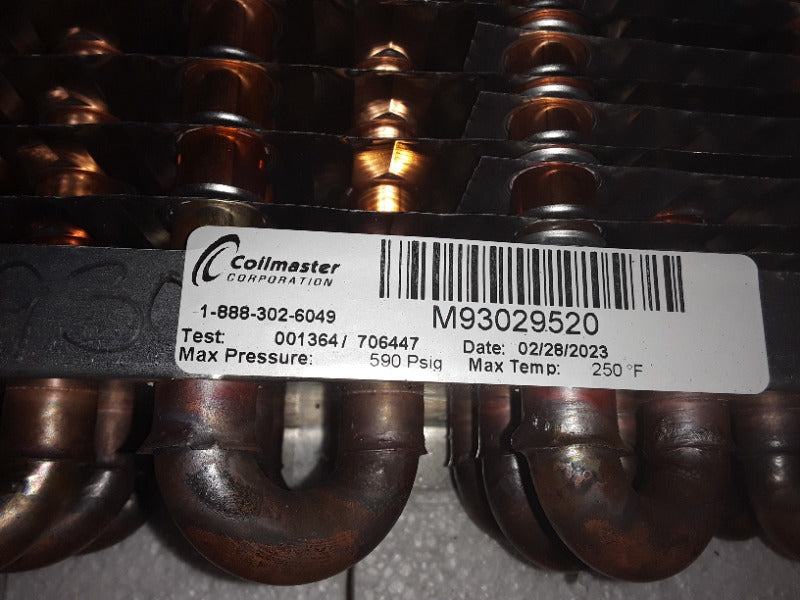 Coilmaster
CORPORATION
1-888-302-6049
M93029520
Test: 001364 / 706447 Date: 02/28/2023
Max Pressure: 590 Psig Max Temp: 250 °F